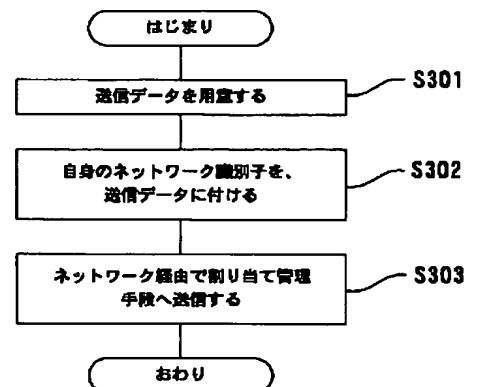 はじまり
送信データを用意する
S301
自身のネットワーク識別子を、
送信データに付ける
S302
ネットワーク経由で割り当て管理
手段へ送信する
S303
おわり